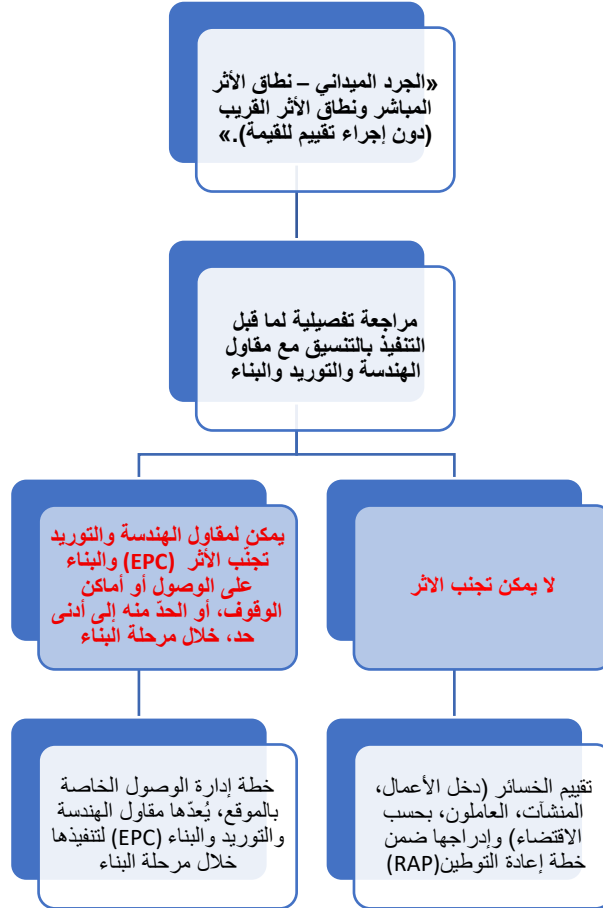 «الجرد الميداني – نطاق الأثر
المباشر ونطاق الأثر القريب
(دون إجراء تقييم للقيمة).»
مراجعة تفصيلية لما قبل
التنفيذ بالتنسيق مع مقاول
الهندسة والتوريد والبناء
لا يمكن تجنب الاثر
يمكن لمقاول الهندسة والتوريد
والبناء (EPC) تجنّب الأثر
على الوصول أو أماكن
الوقوف، أو الحدّ منه إلى أدنى
حد، خلال مرحلة البناء
تقييم الخسائر (دخل الأعمال،
المنشآت، العاملون، بحسب
الاقتضاء) وإدراجها ضمن
خطة إعادة التوطين(RAP)
خطة إدارة الوصول الخاصة
بالموقع، يُعدّها مقاول الهندسة
والتوريد والبناء (EPC) لتنفيذها
خلال مرحلة البناء